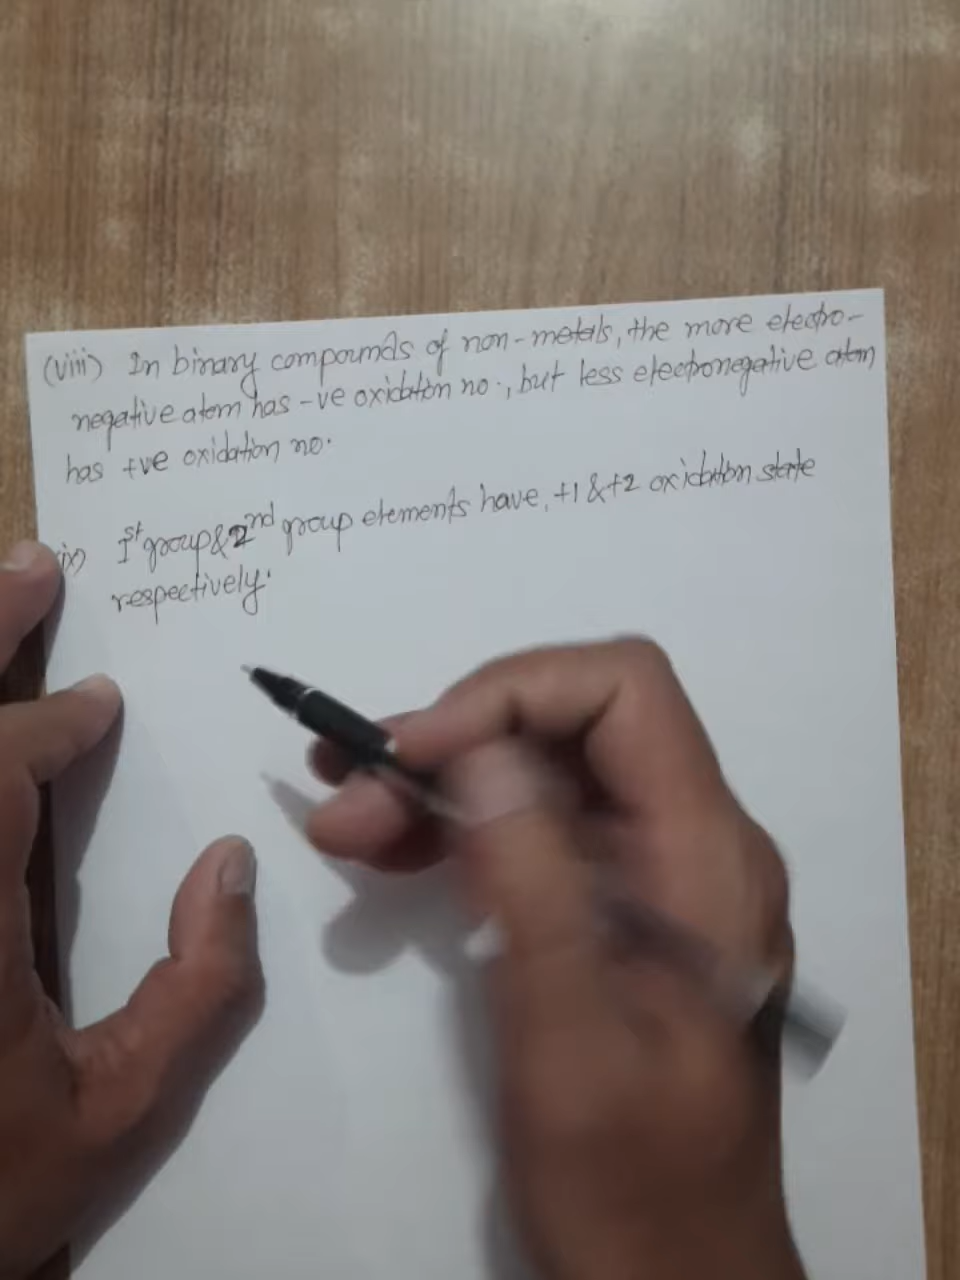 (viii) In binary compounds of non-metals, the more electro-
negative atom has -ve oxidation no., but less electronegative atom
has +ve oxidation no.
ix) Ist group & 2nd group elements have, +1 & +2 oxidation state
respectively.